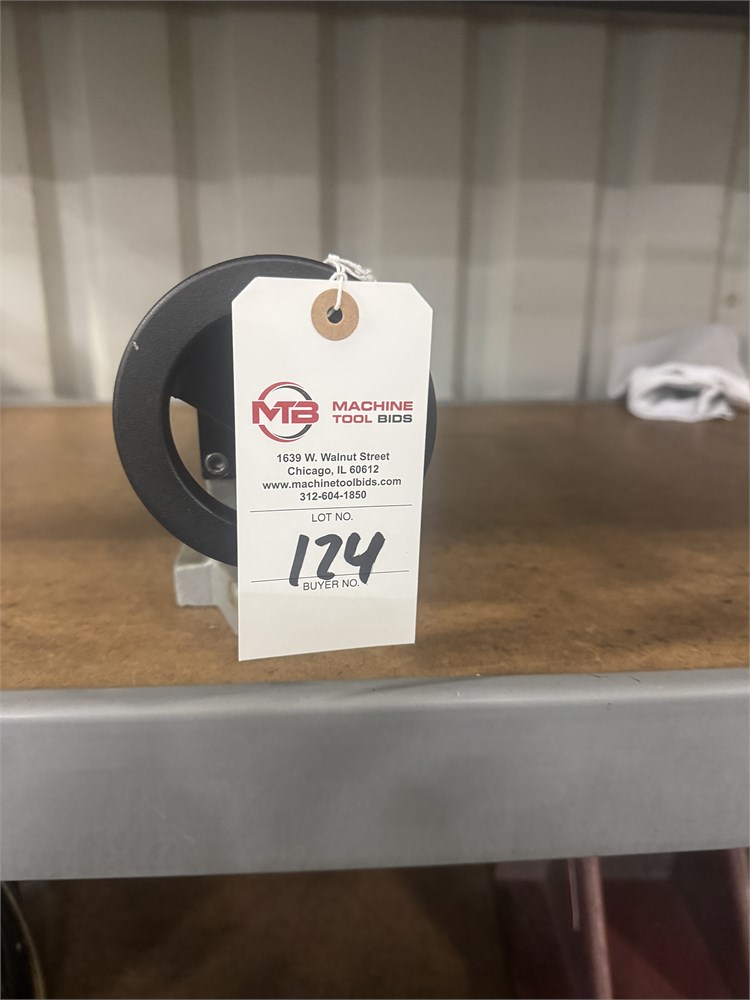 MTB MACHINE
TOOL BIDS
1639 W. Walnut Street
Chicago, IL 60612
www.machinetoolbids.com
312-604-1850
LOT NO.
124
BUYER NO.